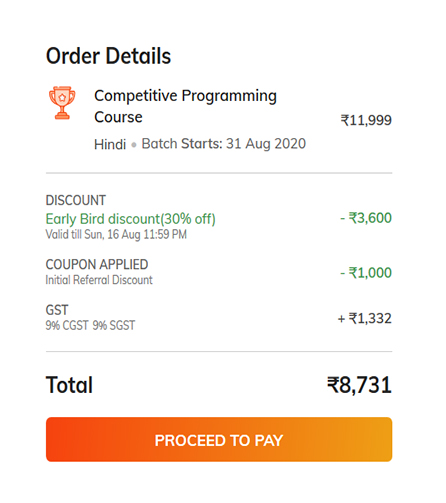 Order Details
Competitive Programming
Course
₹11,999
Hindi • Batch Starts: 31 Aug 2020
DISCOUNT
Early Bird discount(30% off)
- ₹3,600
Valid till Sun, 16 Aug 11:59 PM
COUPON APPLIED
- ₹1,000
Initial Referral Discount
GST
+ ₹1,332
9% CGST 9% SGST
Total
₹8,731
PROCEED TO PAY